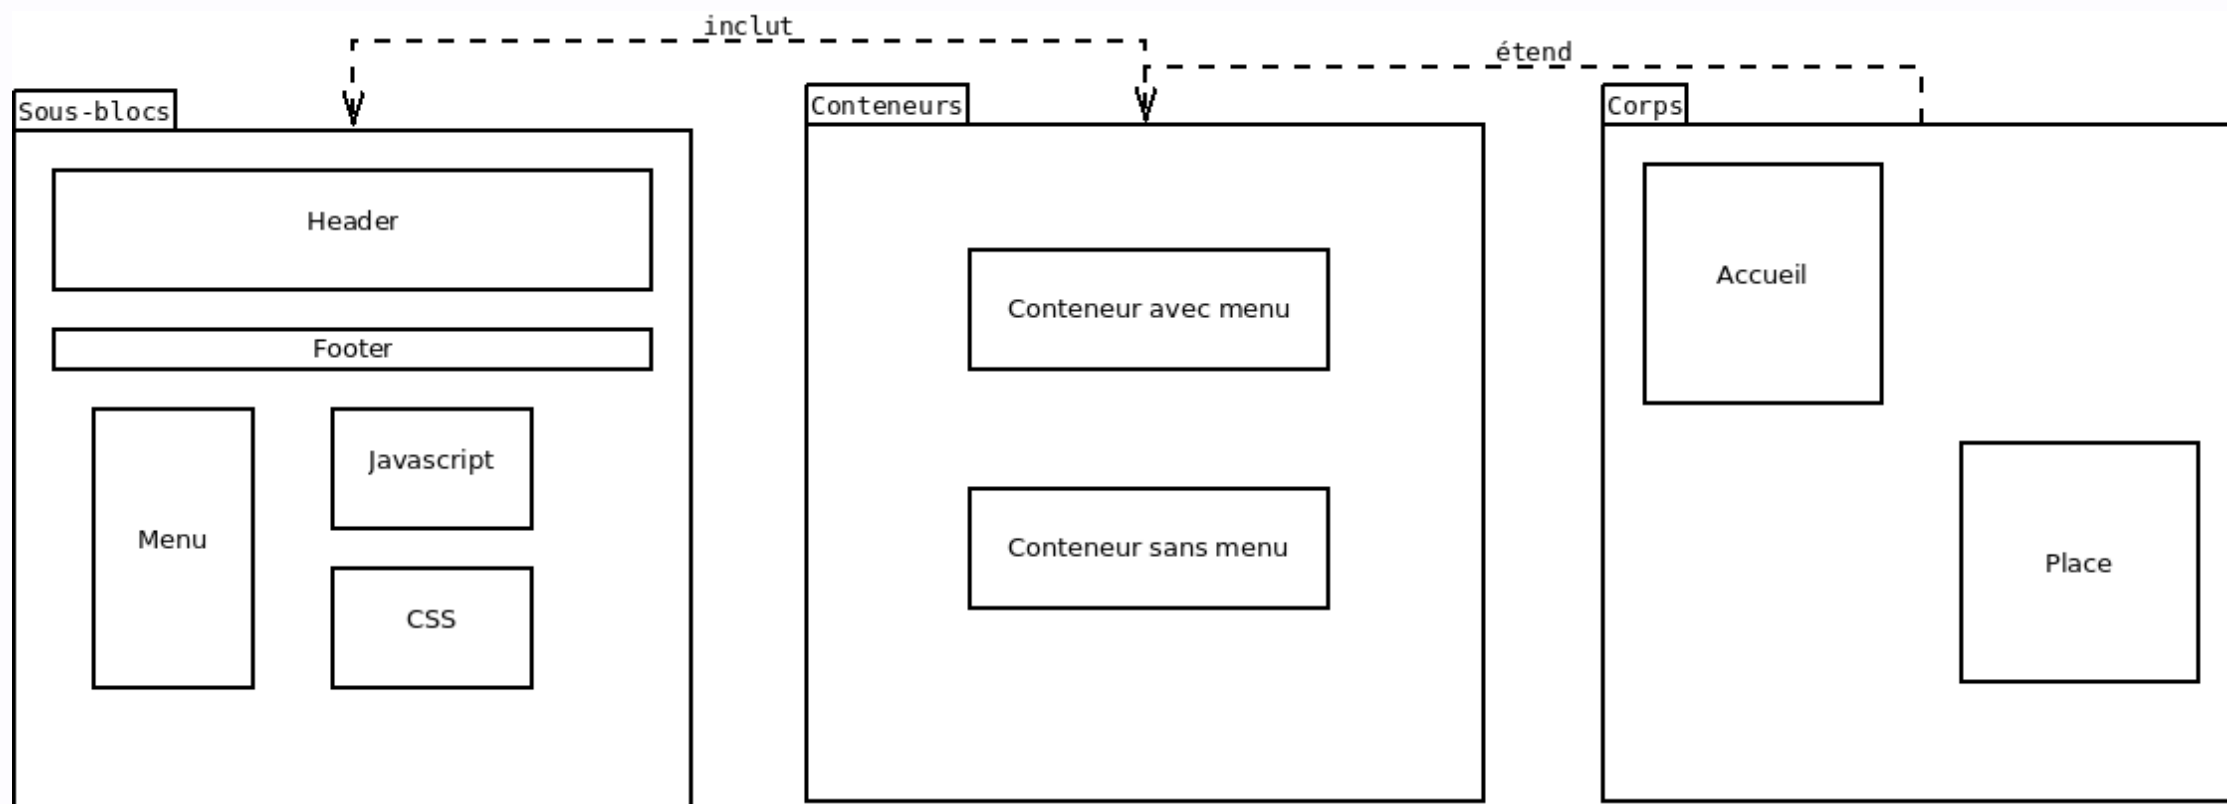 inclut
étend
Sous-blocs
Header
Footer
Menu
Javascript
CSS
Conteneurs
Conteneur avec menu
Conteneur sans menu
Corps
Accueil
Place